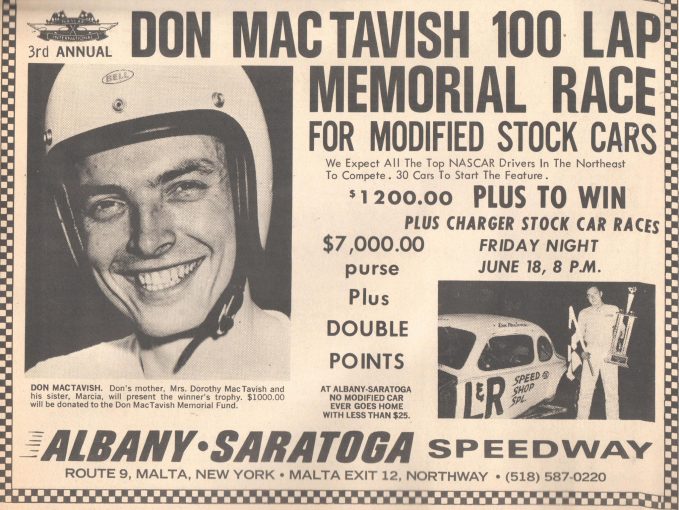 INTERNATIONAL
3rd ANNUAL
DON MAC TAVISH 100 LAP
MEMORIAL RACE
FOR MODIFIED STOCK CARS
We Expect All The Top NASCAR Drivers In The Northeast
To Compete. 30 Cars To Start The Feature.
$1200.00 PLUS TO WIN
PLUS CHARGER STOCK CAR RACES
FRIDAY NIGHT
JUNE 18, 8 P.M.
$7,000.00
purse
Plus
DOUBLE
POINTS
AT ALBANY-SARATOGA
NO MODIFIED CAR
EVER GOES HOME
WITH LESS THAN $25.
BELL
DON MACTAVISH. Don's mother, Mrs. Dorothy MacTavish and
his sister, Marcia, will present the winner's trophy. $1000.00
will be donated to the Don MacTavish Memorial Fund.
Don MacTavish
L&R SPEED
SHOP
SPL.
ALBANY • SARATOGA SPEEDWAY
ROUTE 9, MALTA, NEW YORK • MALTA EXIT 12, NORTHWAY • (518) 587-0220